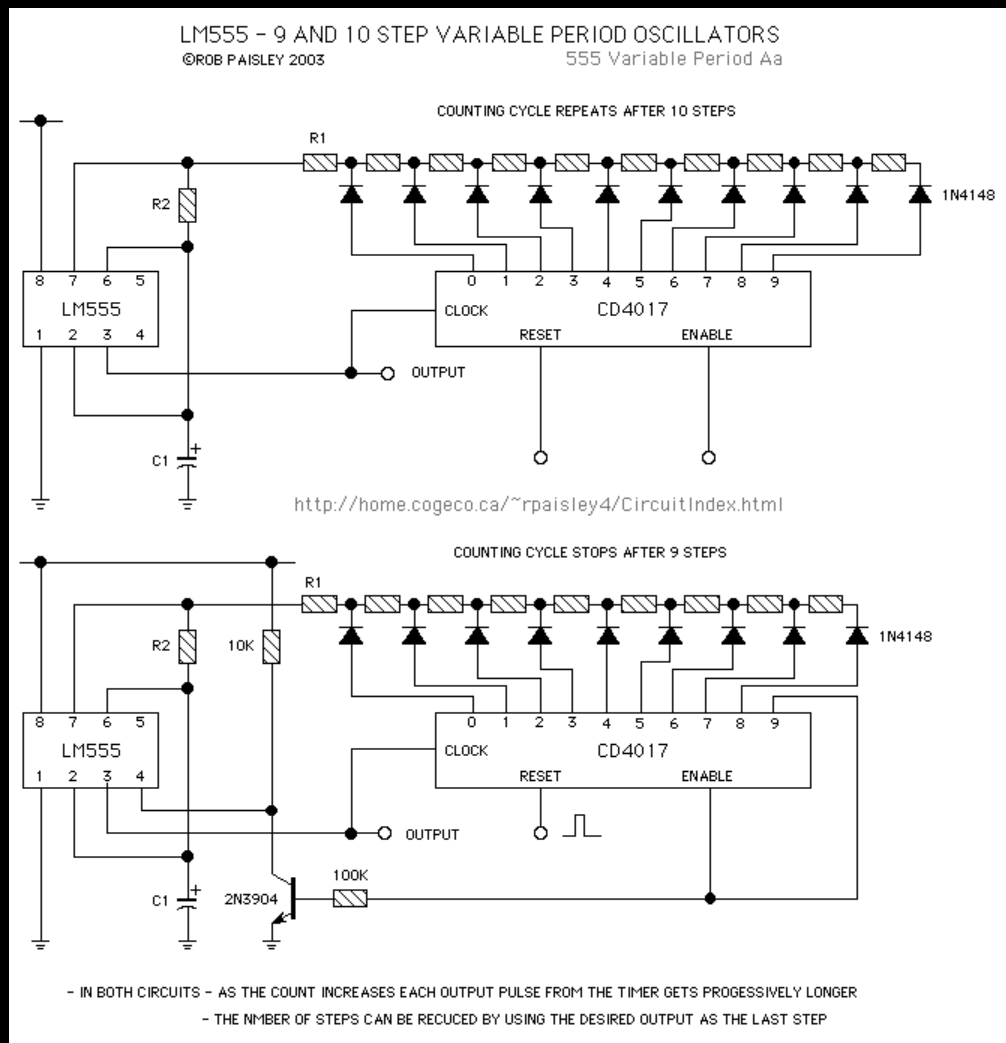 LM555 - 9 AND 10 STEP VARIABLE PERIOD OSCILLATORS
©ROB PAISLEY 2003
555 Variable Period Aa
COUNTING CYCLE REPEATS AFTER 10 STEPS
R1
R2
1N4148
8 7 6 5
LM555
1 2 3 4
0 1 2 3 4 5 6 7 8 9
CLOCK
CD4017
RESET
ENABLE
OUTPUT
C1
+
http://home.cogeco.ca/~rpaisley4/CircuitIndex.html
COUNTING CYCLE STOPS AFTER 9 STEPS
R1
R2
10K
1N4148
8 7 6 5
LM555
1 2 3 4
0 1 2 3 4 5 6 7 8 9
CLOCK
CD4017
RESET
ENABLE
OUTPUT
100K
C1
+
2N3904
- IN BOTH CIRCUITS - AS THE COUNT INCREASES EACH OUTPUT PULSE FROM THE TIMER GETS PROGESSIVELY LONGER
- THE NMBER OF STEPS CAN BE RECUCED BY USING THE DESIRED OUTPUT AS THE LAST STEP